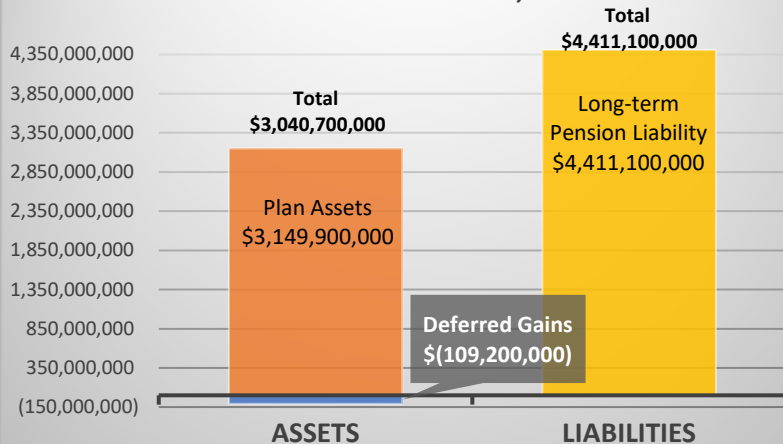 Total
$4,411,100,000
4,350,000,000
3,850,000,000
3,350,000,000
2,850,000,000
2,350,000,000
1,850,000,000
1,350,000,000
850,000,000
350,000,000
(150,000,000)
Total
$3,040,700,000
Plan Assets
$3,149,900,000
Long-term
Pension Liability
$4,411,100,000
Deferred Gains
$(109,200,000)
ASSETS
LIABILITIES